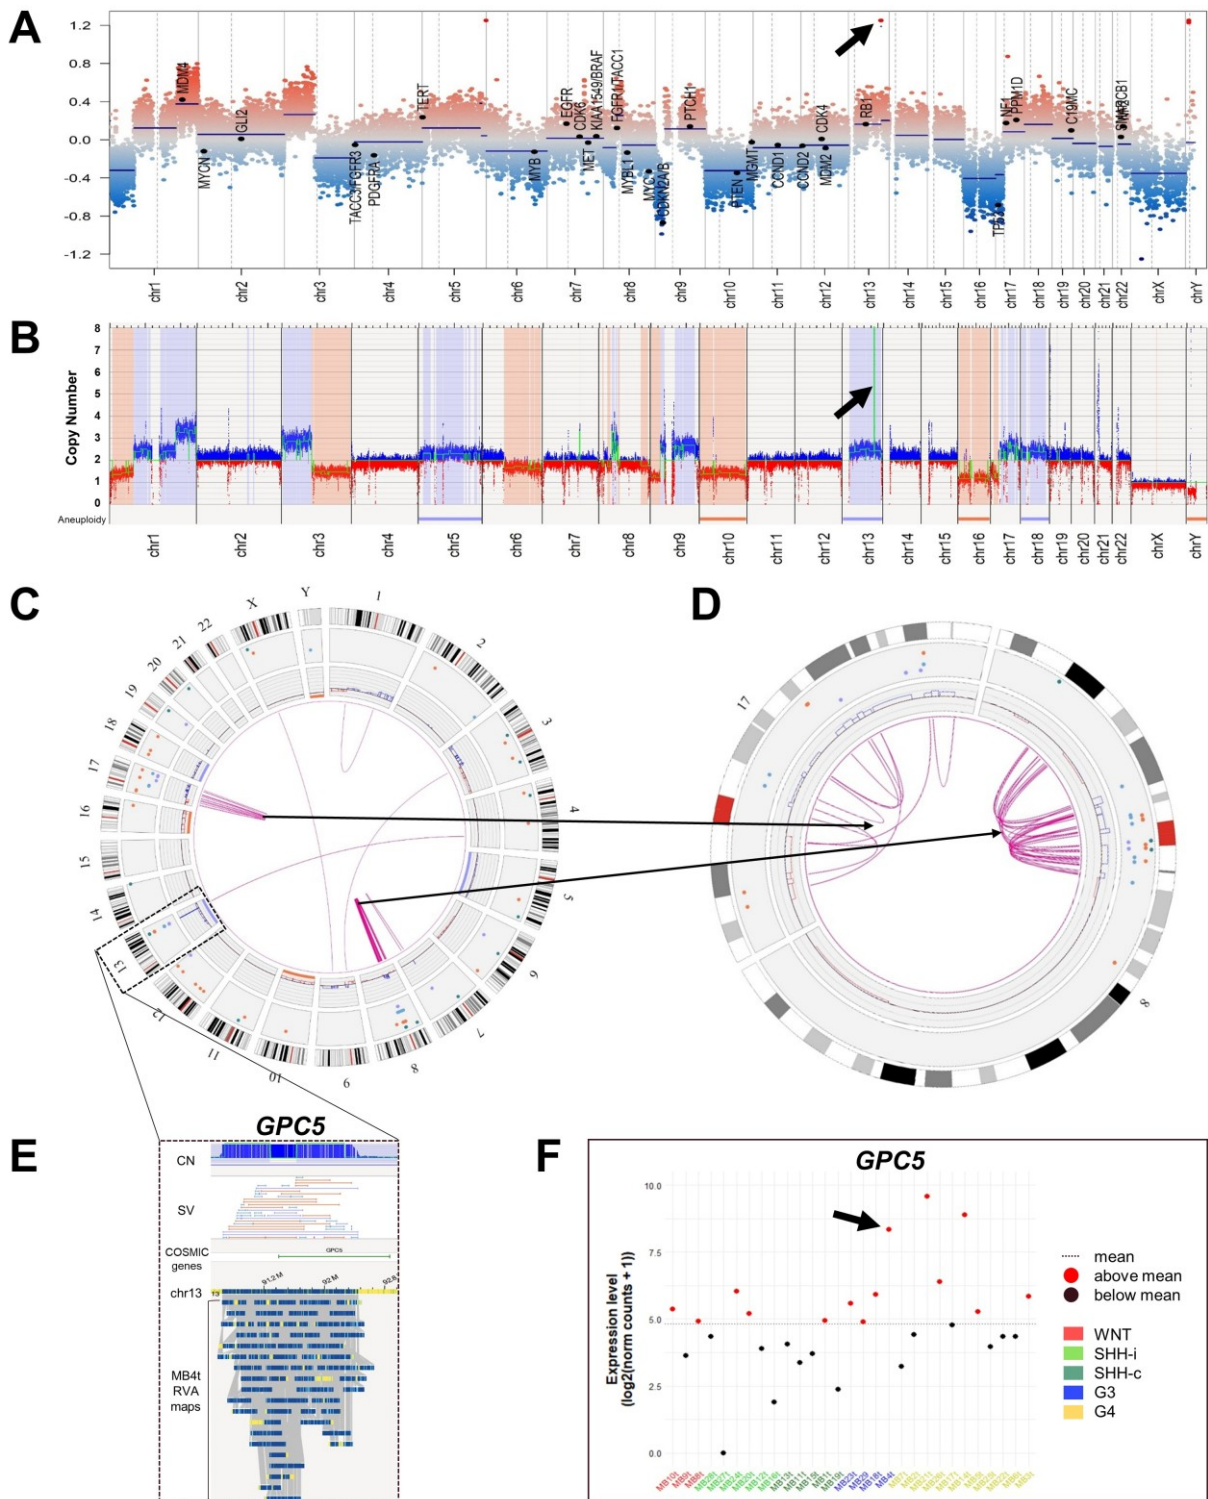 A
1.2
0.8
0.4
0.0
-0.4
-0.8
-1.2
MDM4
MYCN
GLI2
TACC3/FGFR3
PDGFRA
TERT
MYB
EGFR
CDK6
MET
KIAA1549/BRAF
FGFR1/TACC1
MYBL1
MYC
CDKN2A/B
PTCH1
PTEN
MGMT
CCND1
CCND2
CDK4
MDM2
RB1
TP53
NF1
PPM1D
C19MC
SMARCB1
chr1 chr2 chr3 chr4 chr5 chr6 chr7 chr8 chr9 chr10 chr11 chr12 chr13 chr14 chr15 chr16 chr17 chr18 chr19 chr20 chr21 chr22 chrX chrY
B
Copy Number
8
7
6
5
4
3
2
1
0
Aneuploidy
chr1 chr2 chr3 chr4 chr5 chr6 chr7 chr8 chr9 chr10 chr11 chr12 chr13 chr14 chr15 chr16 chr17 chr18 chr19 chr20 chr21 chr22 chrX chrY
C
1 2 3 4 5 6 7 8 9 10 11 12 13 14 15 16 17 18 19 20 21 22 X Y
D
17
8
E
GPC5
CN
SV
COSMIC
genes
GPC5
chr13
13
91.2 M
92 M
92.8
MB4t
RVA
maps
F
GPC5
Expression level
(log2(norm counts + 1))
10.0
7.5
5.0
2.5
0.0
mean
above mean
below mean
WNT
SHH-i
SHH-c
G3
G4